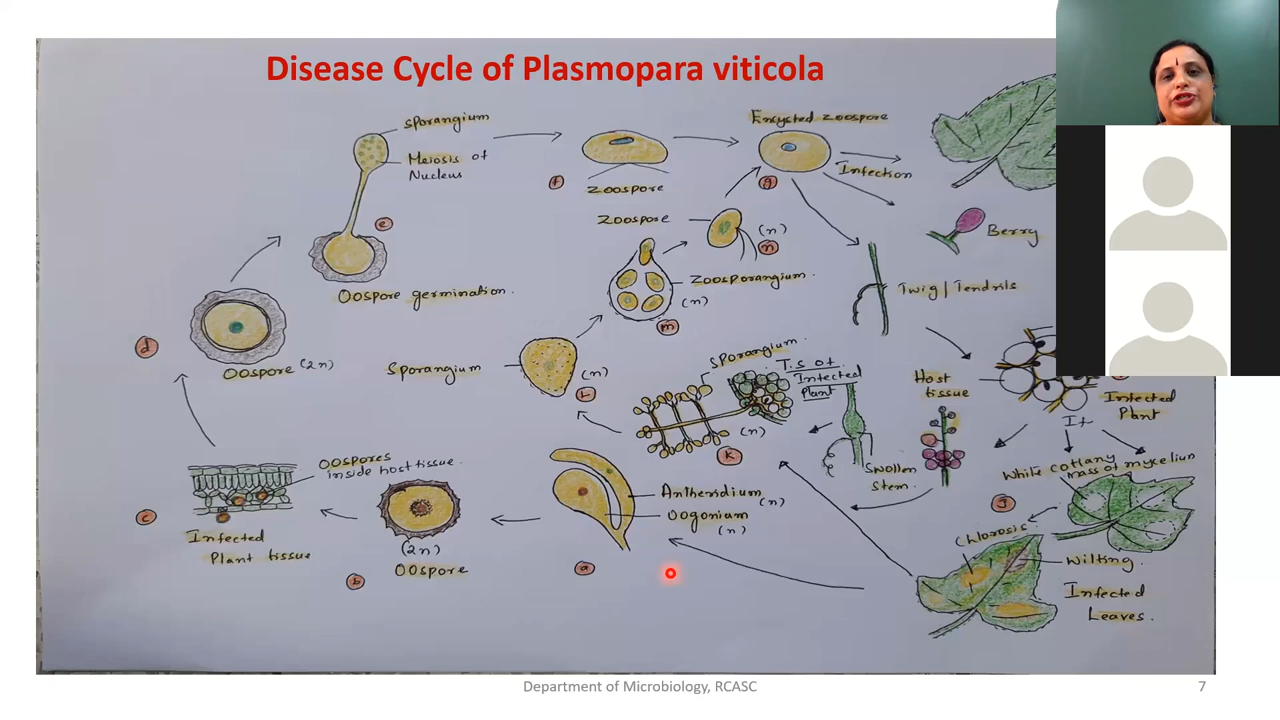 Disease Cycle of Plasmopara viticola
Sporangium
Meiosis of
Nucleus
e
Oospore germination.
f
Zoospore
Encysted zoospore
g
Infection
Berry
Zoospore
(n)
n
Zoosporangium.
(n)
m
Twig/Tendrils
d
Oospore (2n)
Sporangium
(n)
L
Sporangium.
T.S of
Infected
Plant
(n)
k
Host
tissue
Infected
Plant
Swollen
Stem.
White cottany
mass of mycelium
J
Oospores
inside host tissue.
c
Infected
Plant tissue
(2n)
Oospore
b
Antheridium (n)
Oogonium
(n)
a
Chlorosis.
Wilting.
Infected
Leaves.
Department of Microbiology, RCASC
7